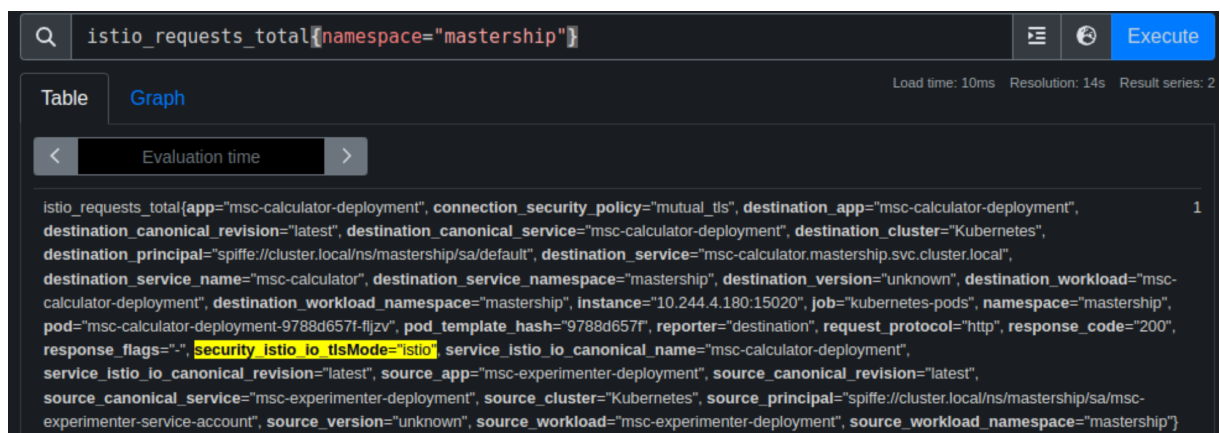 istio_requests_total{namespace="mastership"}
Execute
Load time: 10ms Resolution: 14s Result series: 2
Table Graph
Evaluation time
istio_requests_total{app="msc-calculator-deployment", connection_security_policy="mutual_tls", destination_app="msc-calculator-deployment", 1
destination_canonical_revision="latest", destination_canonical_service="msc-calculator-deployment", destination_cluster="Kubernetes",
destination_principal="spiffe://cluster.local/ns/mastership/sa/default", destination_service="msc-calculator.mastership.svc.cluster.local",
destination_service_name="msc-calculator", destination_service_namespace="mastership", destination_version="unknown", destination_workload="msc-
calculator-deployment", destination_workload_namespace="mastership", instance="10.244.4.180:15020", job="kubernetes-pods", namespace="mastership",
pod="msc-calculator-deployment-9788d657f-fljzv", pod_template_hash="9788d657f", reporter="destination", request_protocol="http", response_code="200",
response_flags="-", security_istio_io_tlsMode="istio", service_istio_io_canonical_name="msc-calculator-deployment",
service_istio_io_canonical_revision="latest", source_app="msc-experimenter-deployment", source_canonical_revision="latest",
source_canonical_service="msc-experimenter-deployment", source_cluster="Kubernetes", source_principal="spiffe://cluster.local/ns/mastership/sa/msc-
experimenter-service-account", source_version="unknown", source_workload="msc-experimenter-deployment", source_workload_namespace="mastership"}